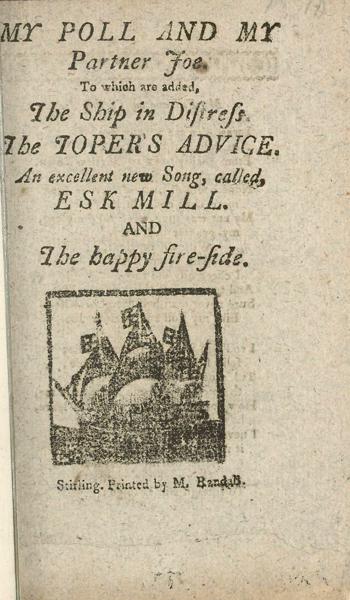 MY POLL AND MY
Partner Joe.
To which are added,
The Ship in Diſtreſs.
The TOPER'S ADVICE.
An excellent new Song, called,
ESK MILL.
AND
The happy fire-ſide.
Stirling. Printed by M. Randall.